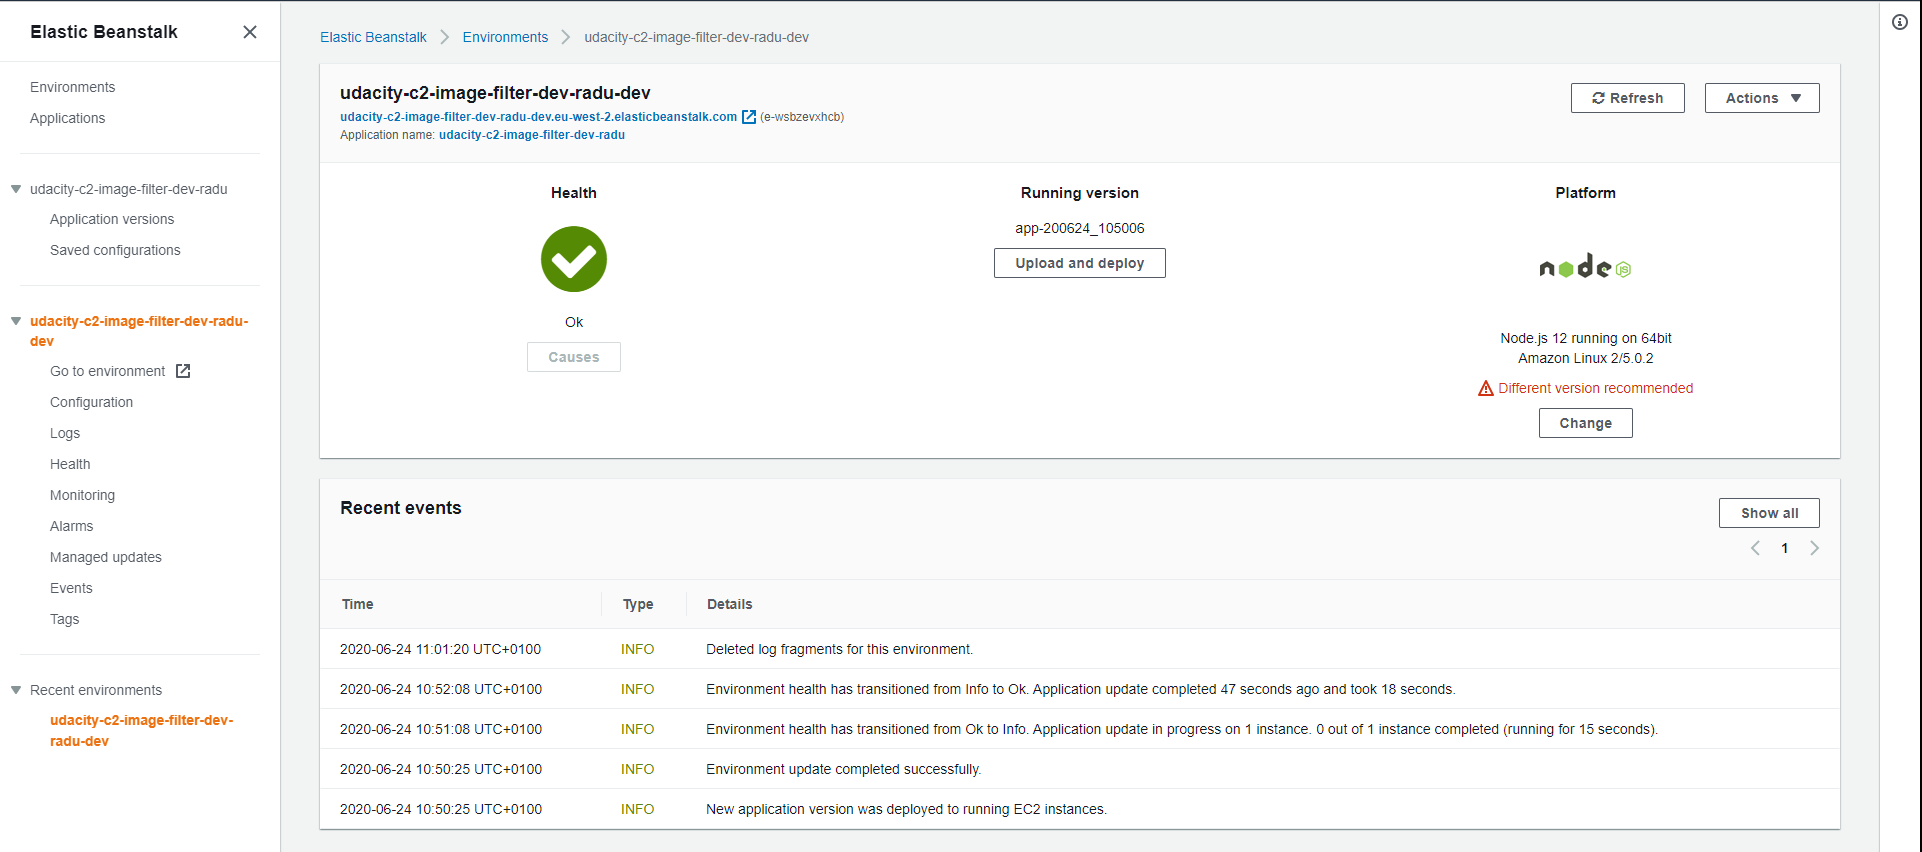 Elastic Beanstalk
Environments
Applications
udacity-c2-image-filter-dev-radu
Application versions
Saved configurations
udacity-c2-image-filter-dev-radu-
dev
Go to environment
Configuration
Logs
Health
Monitoring
Alarms
Managed updates
Events
Tags
Recent environments
udacity-c2-image-filter-dev-
radu-dev
Elastic Beanstalk Environments udacity-c2-image-filter-dev-radu-dev
udacity-c2-image-filter-dev-radu-dev
udacity-c2-image-filter-dev-radu-dev.eu-west-2.elasticbeanstalk.com (e-wsbzevxhcb)
Application name: udacity-c2-image-filter-dev-radu
Refresh
Actions
Health
Ok
Causes
Running version
app-200624_105006
Upload and deploy
Platform
node JS
Node.js 12 running on 64bit
Amazon Linux 2/5.0.2
Different version recommended
Change
Recent events
Show all
1
Time Type Details
2020-06-24 11:01:20 UTC+0100 INFO Deleted log fragments for this environment.
2020-06-24 10:52:08 UTC+0100 INFO Environment health has transitioned from Info to Ok. Application update completed 47 seconds ago and took 18 seconds.
2020-06-24 10:51:08 UTC+0100 INFO Environment health has transitioned from Ok to Info. Application update in progress on 1 instance. 0 out of 1 instance completed (running for 15 seconds).
2020-06-24 10:50:25 UTC+0100 INFO Environment update completed successfully.
2020-06-24 10:50:25 UTC+0100 INFO New application version was deployed to running EC2 instances.